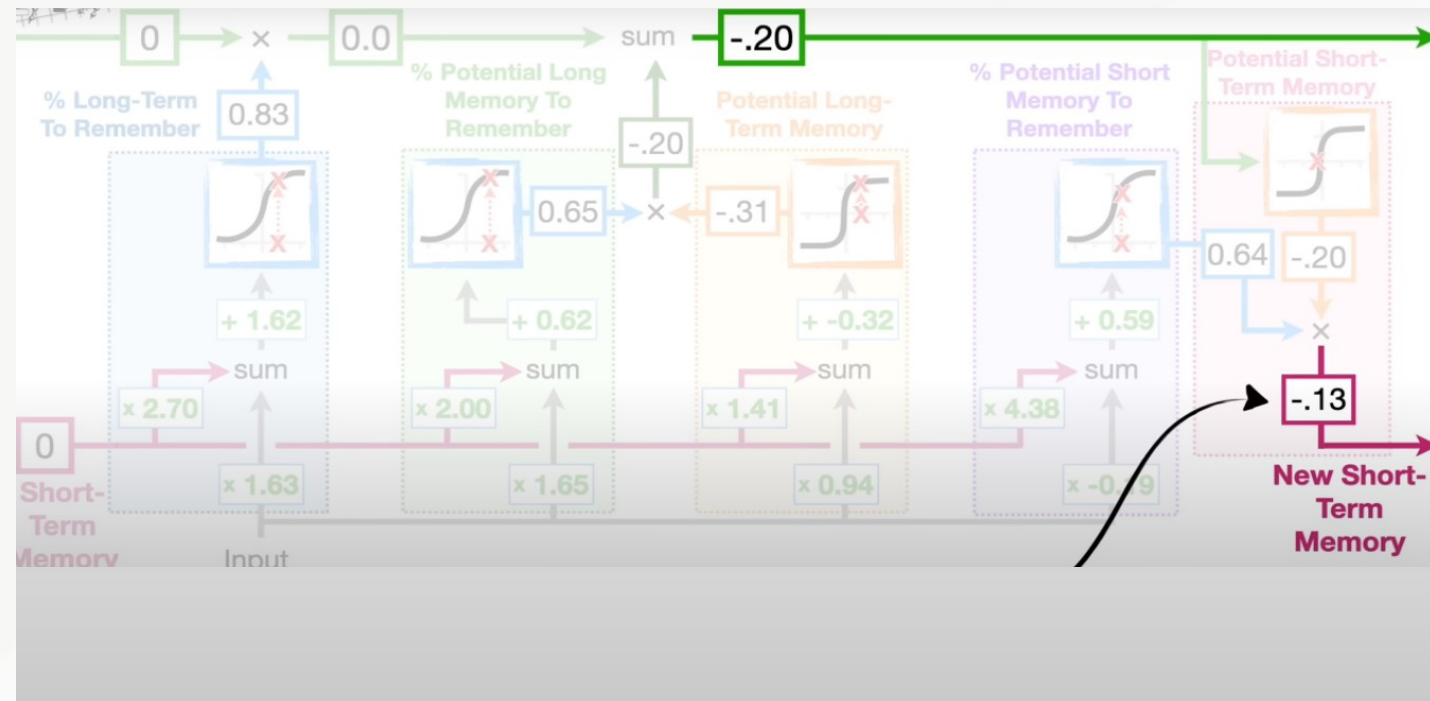 0
×
0.0
sum
-.20
% Long-Term
To Remember
0.83
% Potential Long
Memory To
Remember
-.20
Potential Long-
Term Memory
% Potential Short
Memory To
Remember
Potential Short-
Term Memory
0.65
×
-.31
0.64
-.20
×
+ 1.62
+ 0.62
+ -0.32
+ 0.59
sum
sum
sum
sum
x 2.70
x 2.00
x 1.41
x 4.38
-.13
0
x 1.63
x 1.65
x 0.94
Short-
Term
Memory
Input
New Short-
Term
Memory